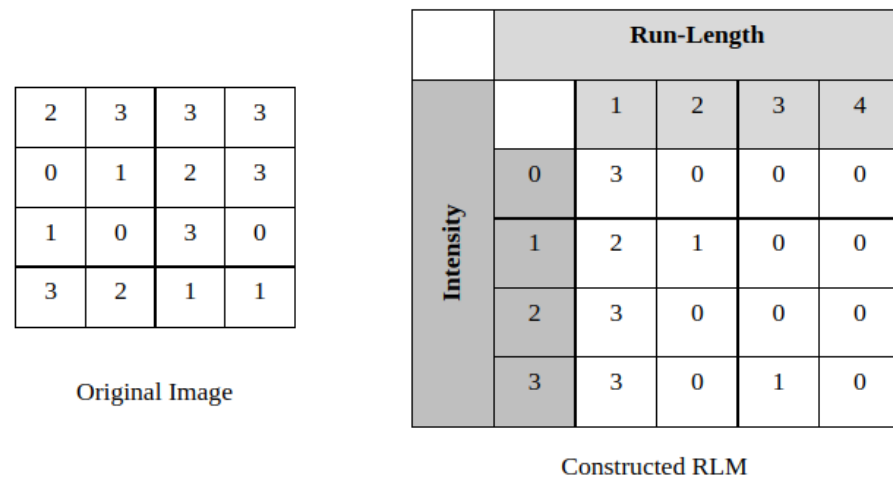 2 3 3 3
0 1 2 3
1 0 3 0
3 2 1 1
Original Image
Run-Length
1 2 3 4
Intensity
0 3 0 0 0
1 2 1 0 0
2 3 0 0 0
3 3 0 1 0
Constructed RLM